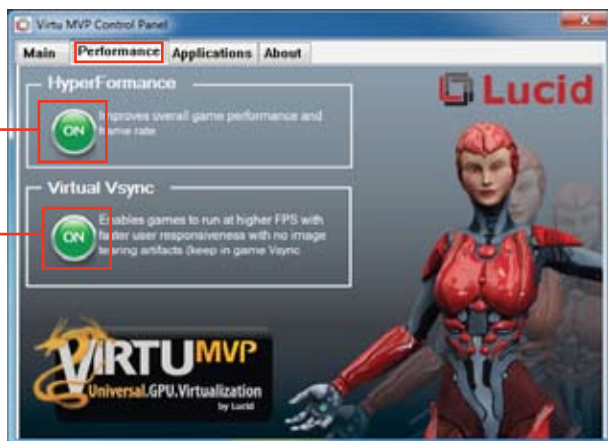 Virtu MVP Control Panel
Main Performance Applications About
HyperFormance
ON
Improves overall game performance and
frame rate
Virtual Vsync
ON
Enables games to run at higher FPS with
faster user responsiveness with no image
tearing artifacts (keep in game Vsync
Lucid
VIRTU MVP
Universal.GPU.Virtualization
by Lucid